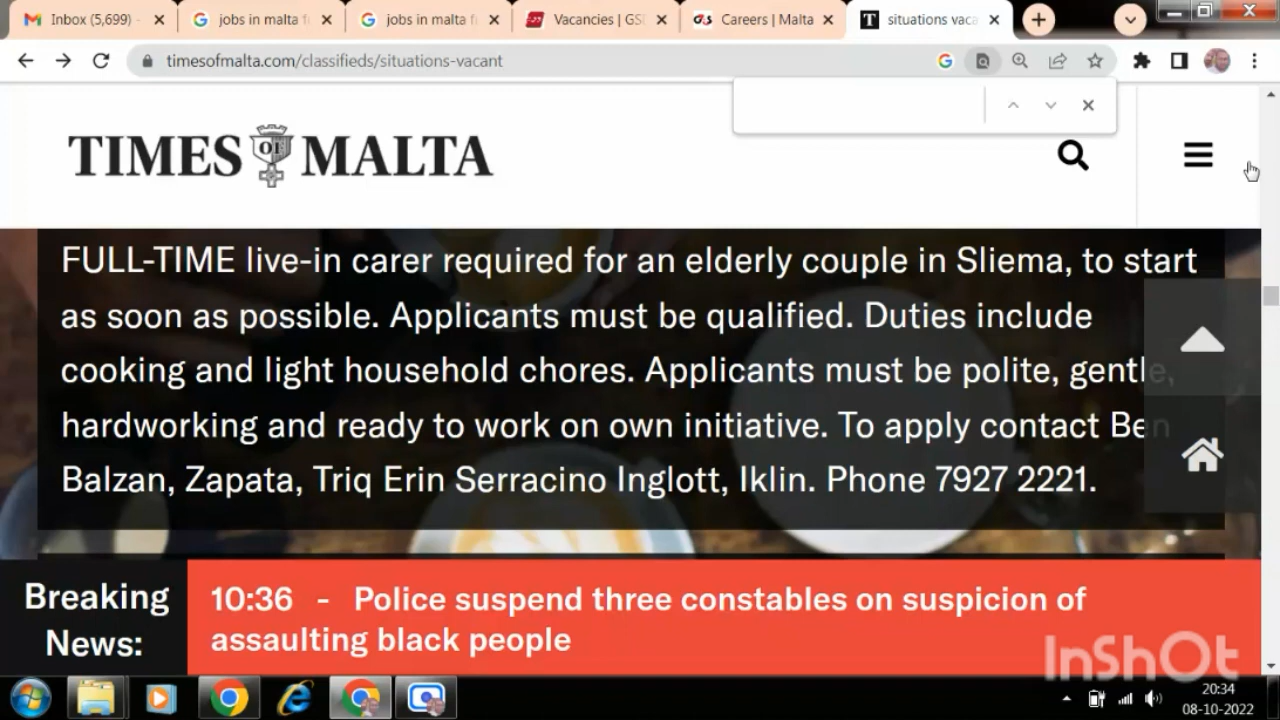 Inbox (5,699)
jobs in malta f
jobs in malta f
Vacancies | GS
Careers | Malta
situations vaca
timesofmalta.com/classifieds/situations-vacant
TIMES OF MALTA
FULL-TIME live-in carer required for an elderly couple in Sliema, to start
as soon as possible. Applicants must be qualified. Duties include
cooking and light household chores. Applicants must be polite, gentle,
hardworking and ready to work on own initiative. To apply contact Ben
Balzan, Zapata, Triq Erin Serracino Inglott, Iklin. Phone 7927 2221.
Breaking
News:
10:36 - Police suspend three constables on suspicion of
assaulting black people
InShOt
20:34
08-10-2022